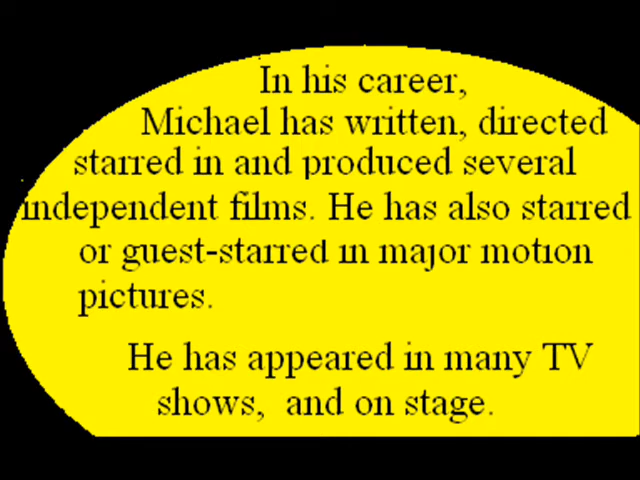 In his career,
Michael has written, directed
starred in and produced several
independent films. He has also starred
or guest-starred in major motion
pictures.
He has appeared in many TV
shows,  and on stage.